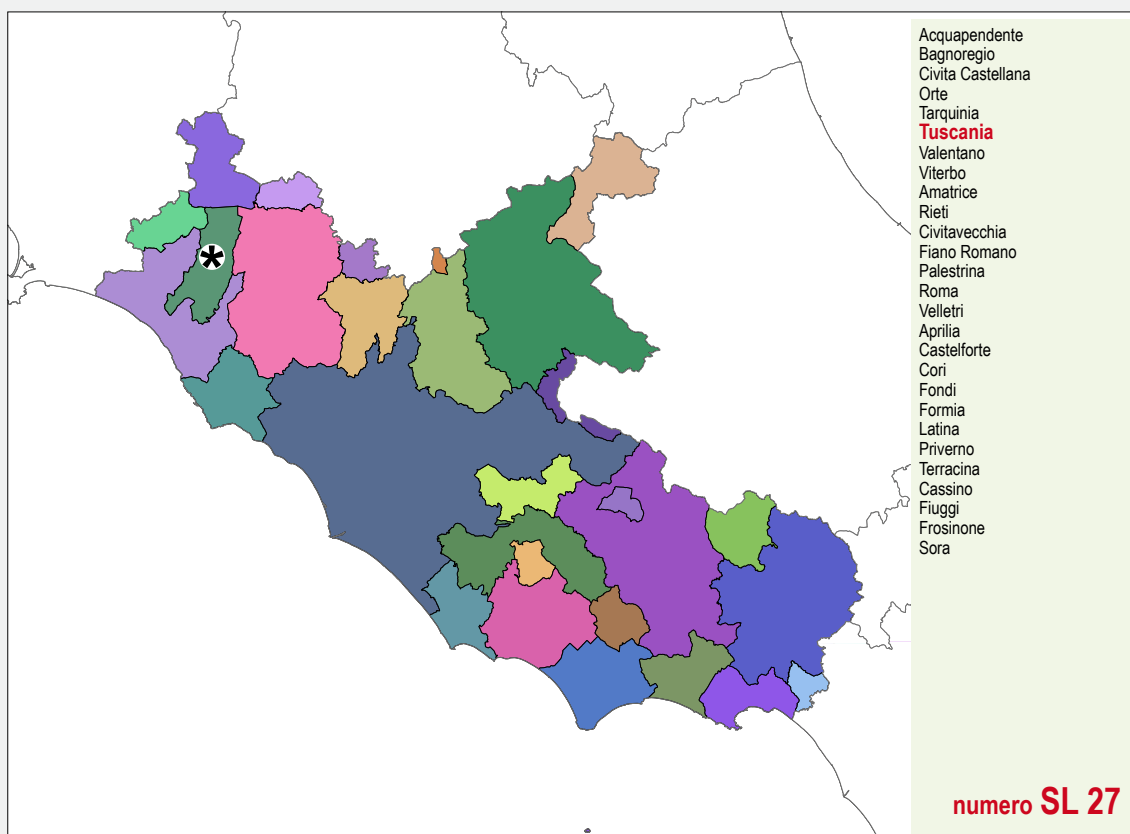 Acquapendente
Bagnoregio
Civita Castellana
Orte
Tarquinia
Tuscania
Valentano
Viterbo
Amatrice
Rieti
Civitavecchia
Fiano Romano
Palestrina
Roma
Velletri
Aprilia
Castelforte
Cori
Fondi
Formia
Latina
Priverno
Terracina
Cassino
Fiuggi
Frosinone
Sora
numero SL 27